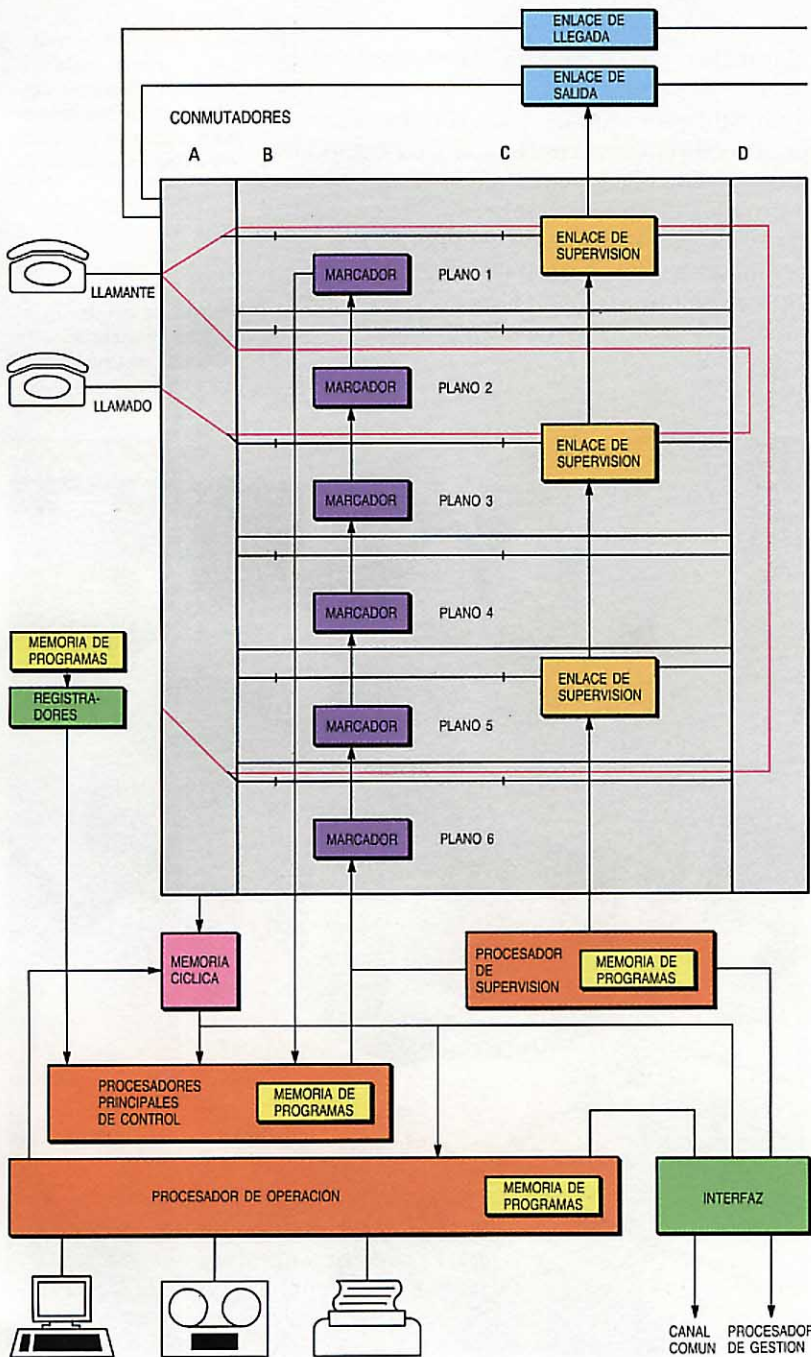 ENLACE DE
LLEGADA
ENLACE DE
SALIDA
CONMUTADORES
A
B
C
D
ENLACE DE
SUPERVISION
MARCADOR
PLANO 1
LLAMANTE
MARCADOR
PLANO 2
LLAMADO
ENLACE DE
SUPERVISION
MARCADOR
PLANO 3
MARCADOR
PLANO 4
MEMORIA DE
PROGRAMAS
ENLACE DE
SUPERVISION
REGISTRA-
DORES
MARCADOR
PLANO 5
MARCADOR
PLANO 6
MEMORIA
CICLICA
PROCESADOR
DE
SUPERVISION
MEMORIA DE
PROGRAMAS
PROCESADORES
PRINCIPALES
DE CONTROL
MEMORIA DE
PROGRAMAS
PROCESADOR DE OPERACION
MEMORIA DE
PROGRAMAS
INTERFAZ
CANAL
COMUN
PROCESADOR
DE GESTION